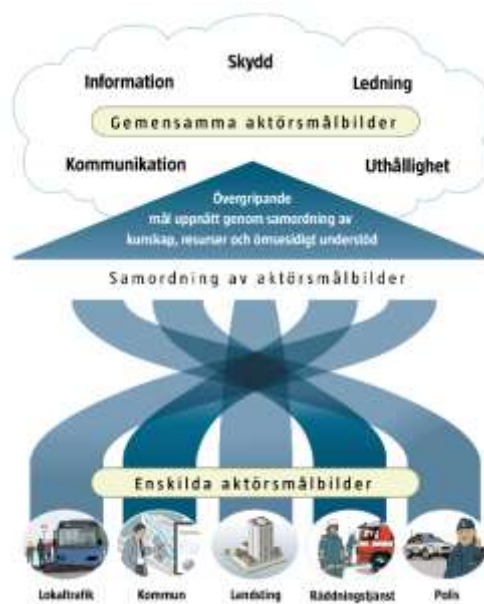 Skydd
Information
Ledning
Gemensamma aktörsmålbilder
Kommunikation
Uthållighet
Övergripande
mål uppnått genom samordning av
kunskap, resurser och ömsesidigt understöd
Samordning av aktörsmålbilder
Enskilda aktörsmålbilder
Lokaltrafik
Kommun
Landsting
Räddningstjänst
Polis